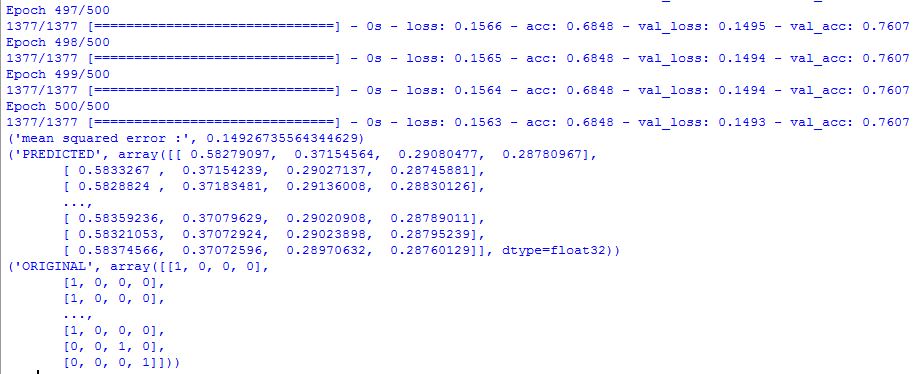 Epoch 497/500
1377/1377 [==============================] - 0s - loss: 0.1566 - acc: 0.6848 - val_loss: 0.1495 - val_acc: 0.7607
Epoch 498/500
1377/1377 [==============================] - 0s - loss: 0.1565 - acc: 0.6848 - val_loss: 0.1494 - val_acc: 0.7607
Epoch 499/500
1377/1377 [==============================] - 0s - loss: 0.1564 - acc: 0.6848 - val_loss: 0.1494 - val_acc: 0.7607
Epoch 500/500
1377/1377 [==============================] - 0s - loss: 0.1563 - acc: 0.6848 - val_loss: 0.1493 - val_acc: 0.7607
('mean squared error :', 0.14926735564344629)
('PREDICTED', array([[ 0.58279097,  0.37154564,  0.29080477,  0.28780967],
       [ 0.5833267 ,  0.37154239,  0.29027137,  0.28745881],
       [ 0.5828824 ,  0.37183481,  0.29136008,  0.28830126],
       ...,
       [ 0.58359236,  0.37079629,  0.29020908,  0.28789011],
       [ 0.58321053,  0.37072924,  0.29023898,  0.28795239],
       [ 0.58374566,  0.37072596,  0.28970632,  0.28760129]], dtype=float32))
('ORIGINAL', array([[1, 0, 0, 0],
       [1, 0, 0, 0],
       [1, 0, 0, 0],
       ...,
       [1, 0, 0, 0],
       [0, 0, 1, 0],
       [0, 0, 0, 1]]))